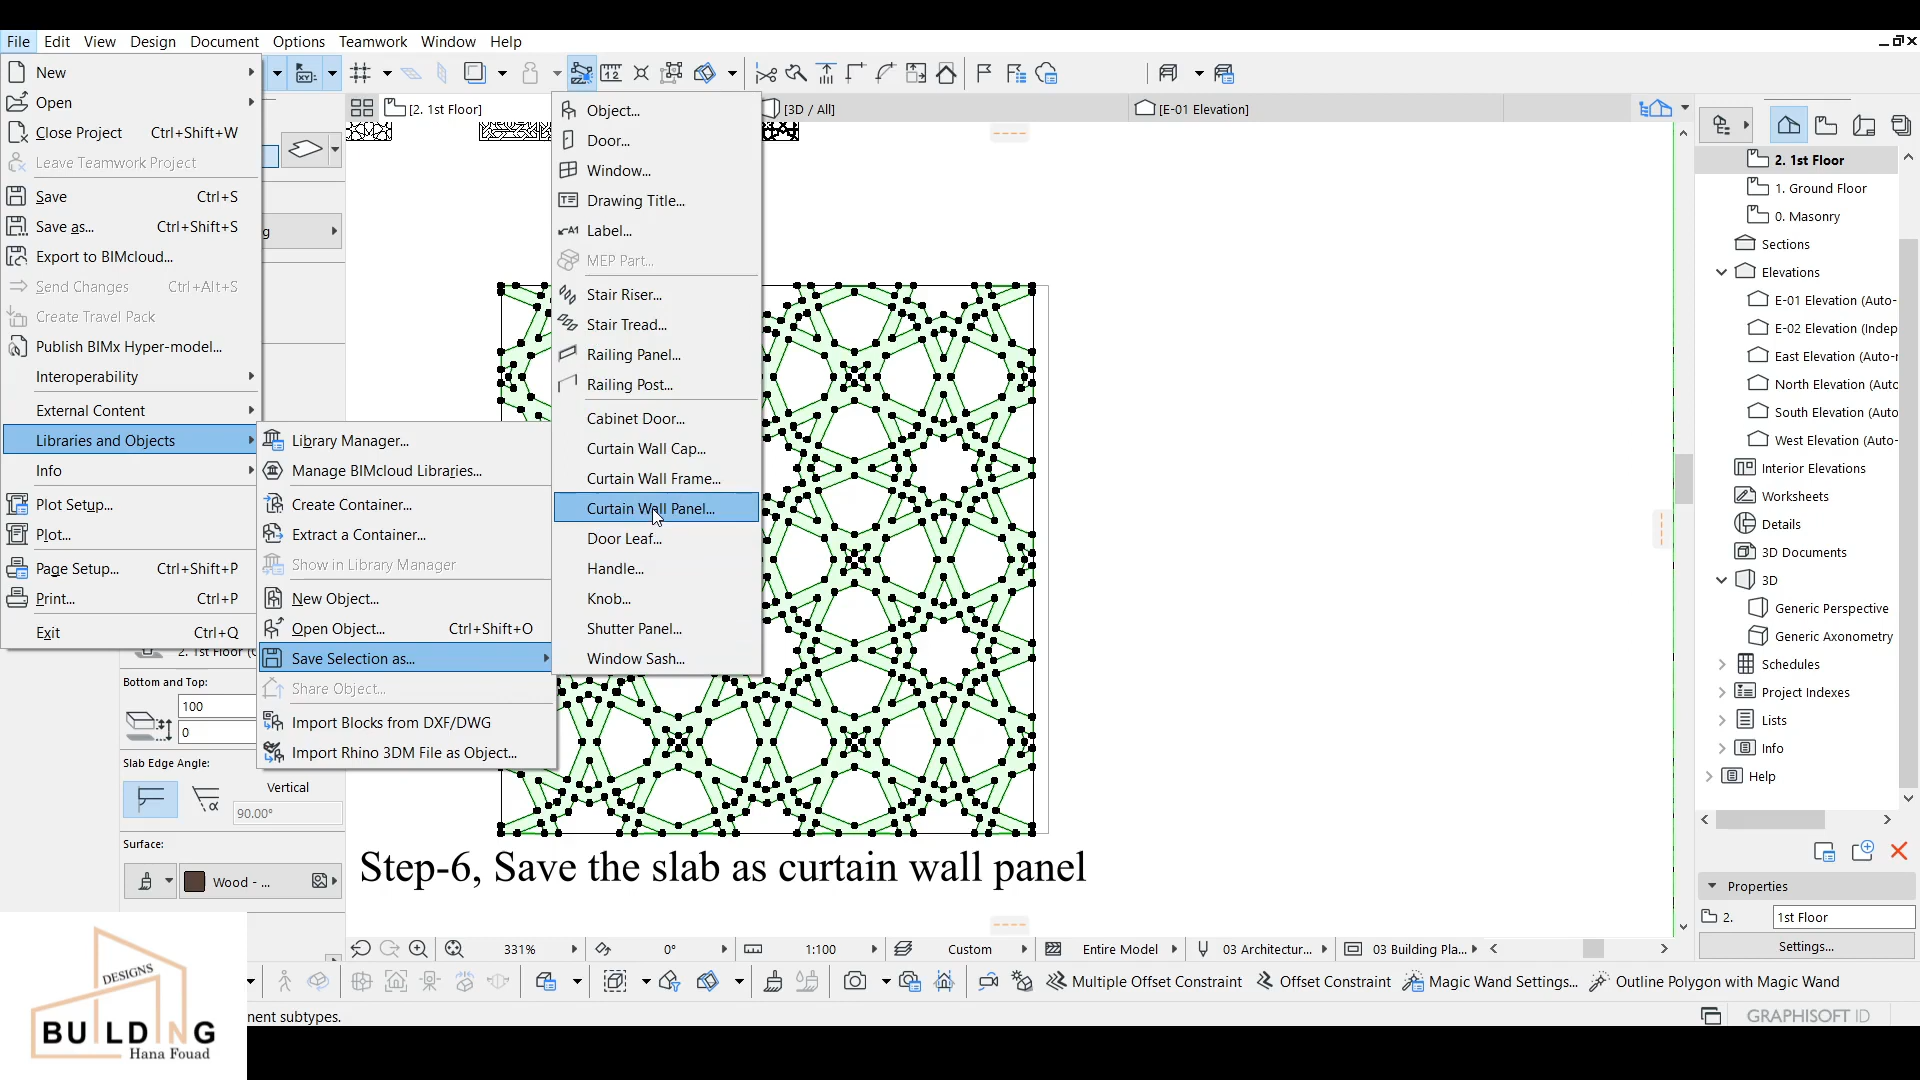 File Edit View Design Document Options Teamwork Window Help
New
Open
Close Project Ctrl+Shift+W
Leave Teamwork Project
Save Ctrl+S
Save as... Ctrl+Shift+S
Export to BIMcloud...
Send Changes Ctrl+Alt+S
Create Travel Pack
Publish BIMx Hyper-model...
Interoperability
External Content
Libraries and Objects
Info
Plot Setup...
Plot...
Page Setup... Ctrl+Shift+P
Print... Ctrl+P
Exit Ctrl+Q
Library Manager...
Manage BIMcloud Libraries...
Create Container...
Extract a Container...
Show in Library Manager
New Object...
Open Object... Ctrl+Shift+O
Save Selection as...
Share Object...
Import Blocks from DXF/DWG
Import Rhino 3DM File as Object...
Object...
Door...
Window...
Drawing Title...
Label...
MEP Part...
Stair Riser...
Stair Tread...
Railing Panel...
Railing Post...
Cabinet Door...
Curtain Wall Cap...
Curtain Wall Frame...
Curtain Wall Panel...
Door Leaf...
Handle...
Knob...
Shutter Panel...
Window Sash...
[2. 1st Floor]
[3D / All]
[E-01 Elevation]
2. 1st Floor
1. Ground Floor
0. Masonry
Sections
Elevations
E-01 Elevation (Auto-
E-02 Elevation (Indep
East Elevation (Auto-r
North Elevation (Auto
South Elevation (Auto
West Elevation (Auto-
Interior Elevations
Worksheets
Details
3D Documents
3D
Generic Perspective
Generic Axonometry
Schedules
Project Indexes
Lists
Info
Help
Properties
2. 1st Floor
Settings...
2. 1st Floor (
Bottom and Top:
100
0
Slab Edge Angle:
Vertical
90.00°
α
Surface:
Wood - ...
Step-6, Save the slab as curtain wall panel
331% 0° 1:100 Custom Entire Model 03 Architectur... 03 Building Pla...
Multiple Offset Constraint Offset Constraint Magic Wand Settings... Outline Polygon with Magic Wand
nent subtypes.
GRAPHISOFT ID
DESIGNS
BUILDING
Hana Fouad